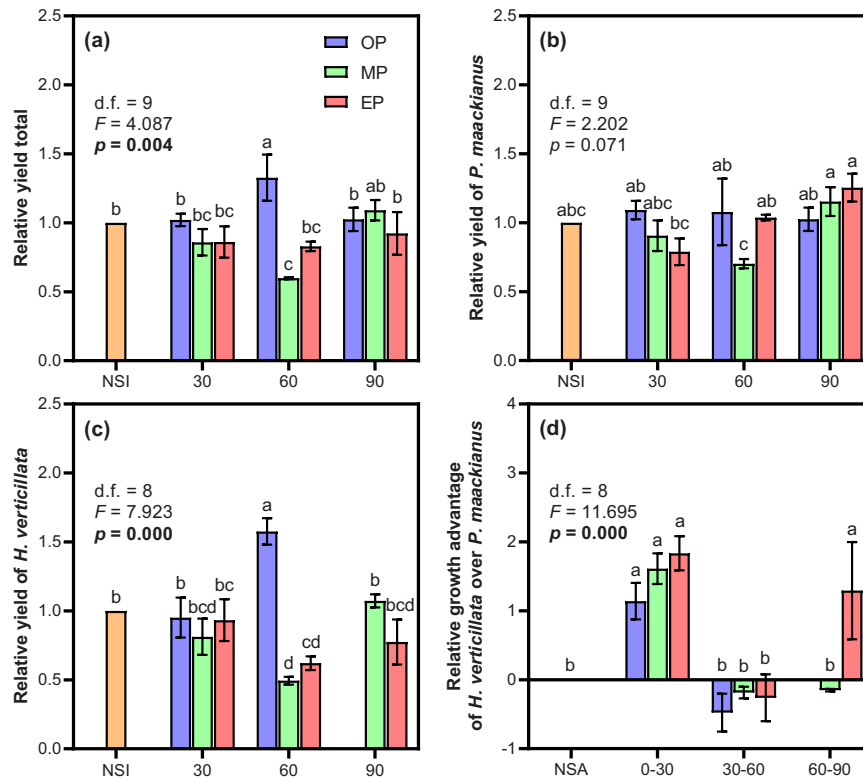 (a)
OP
MP
EP
d.f. = 9
F = 4.087
p = 0.004
Relative yield total
2.5
2.0
1.5
1.0
0.5
0.0
b
b
bc
bc
a
c
bc
b
ab
b
NSI
30
60
90
(b)
d.f. = 9
F = 2.202
p = 0.071
Relative yield of P. maackianus
2.5
2.0
1.5
1.0
0.5
0.0
abc
ab
abc
bc
ab
c
ab
ab
a
a
NSI
30
60
90
(c)
d.f. = 8
F = 7.923
p = 0.000
Relative yield of H. verticillata
2.5
2.0
1.5
1.0
0.5
0.0
b
b
bcd
bc
a
d
cd
b
bcd
NSI
30
60
90
(d)
d.f. = 8
F = 11.695
p = 0.000
Relative growth advantage
of H. verticillata over P. maackianus
4
3
2
1
0
-1
b
a
a
a
b
b
b
b
a
NSA
0-30
30-60
60-90